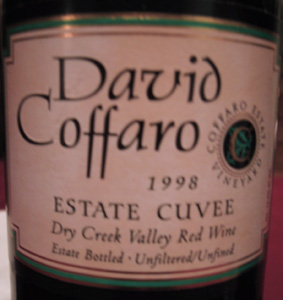 David
Coffaro
COFFARO ESTATE
VINEYARD
1998
ESTATE CUVEE
Dry Creek Valley Red Wine
Estate Bottled · Unfiltered/Unfined